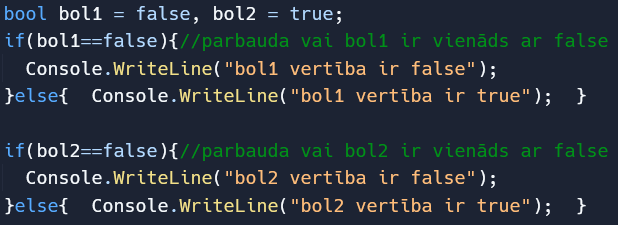 bool bol1 = false, bol2 = true;
if(bol1==false){//parbauda vai bol1 ir vienāds ar false
  Console.WriteLine("bol1 vertība ir false");
}else{  Console.WriteLine("bol1 vertība ir true");  }

if(bol2==false){//parbauda vai bol2 ir vienāds ar false
  Console.WriteLine("bol2 vertība ir false");
}else{  Console.WriteLine("bol2 vertība ir true");  }